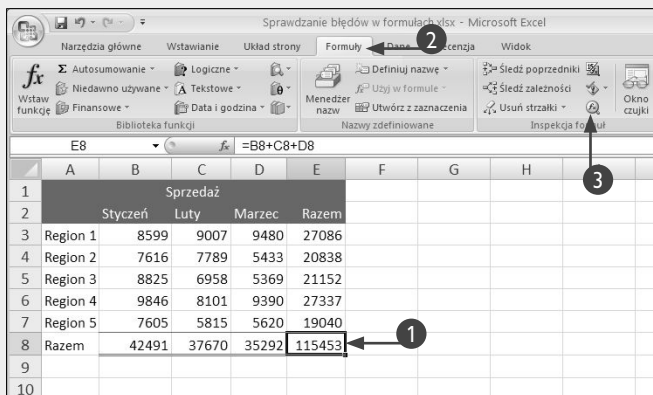 Sprawdzanie błędów w formułach.xlsx - Microsoft Excel
Narzędzia główne Wstawianie Układ strony Formuły Dane Recenzja Widok
2
fx Σ Autosumowanie Logiczne Definiuj nazwę Śledź poprzedniki
Niedawno używane Tekstowe Użyj w formule Śledź zależności
Wstaw funkcję Finansowe Data i godzina Menedżer nazw Utwórz z zaznaczenia Usuń strzałki Okno czujki
Biblioteka funkcji Nazwy zdefiniowane Inspekcja formuł
3
E8 fx =B8+C8+D8
A B C D E F G H
1 Sprzedaż
2 Styczeń Luty Marzec Razem
3 Region 1 8599 9007 9480 27086
4 Region 2 7616 7789 5433 20838
5 Region 3 8825 6958 5369 21152
6 Region 4 9846 8101 9390 27337
7 Region 5 7605 5815 5620 19040
8 Razem 42491 37670 35292 115453 1
9
10